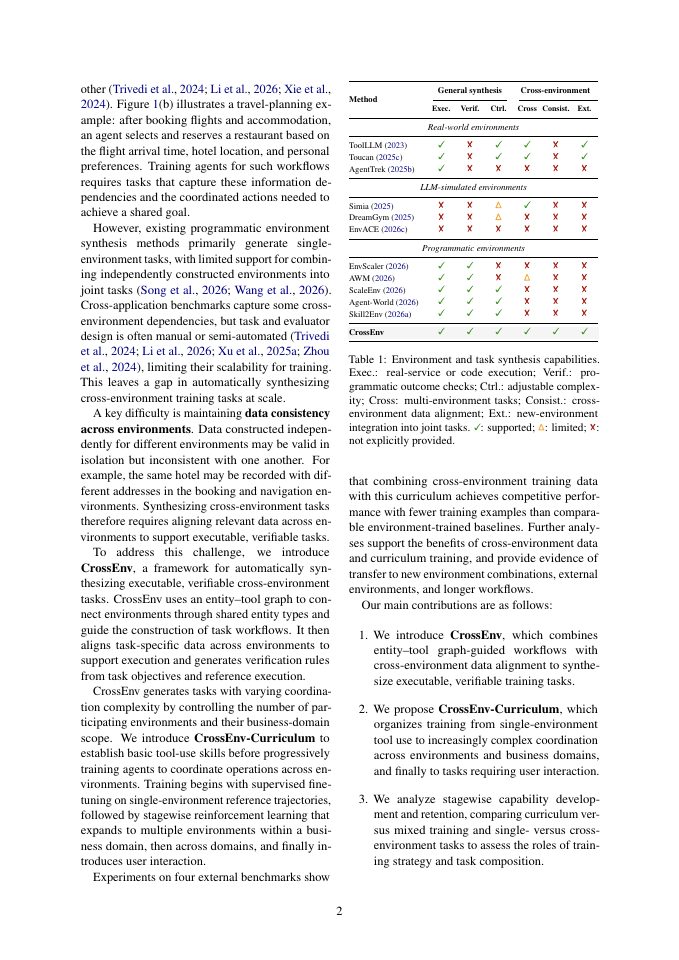 other (Trivedi et al., 2024; Li et al., 2026; Xie et al.,
2024). Figure 1(b) illustrates a travel-planning ex-
ample: after booking flights and accommodation,
an agent selects and reserves a restaurant based on
the flight arrival time, hotel location, and personal
preferences. Training agents for such workflows
requires tasks that capture these information de-
pendencies and the coordinated actions needed to
achieve a shared goal.
However, existing programmatic environment
synthesis methods primarily generate single-
environment tasks, with limited support for combin-
ing independently constructed environments into
joint tasks (Song et al., 2026; Wang et al., 2026).
Cross-application benchmarks capture some cross-
environment dependencies, but task and evaluator
design is often manual or semi-automated (Trivedi
et al., 2024; Li et al., 2026; Xu et al., 2025a; Zhou
et al., 2024), limiting their scalability for training.
This leaves a gap in automatically synthesizing
cross-environment training tasks at scale.
A key difficulty is maintaining data consistency
across environments. Data constructed indepen-
dently for different environments may be valid in
isolation but inconsistent with one another. For
example, the same hotel may be recorded with dif-
ferent addresses in the booking and navigation en-
vironments. Synthesizing cross-environment tasks
therefore requires aligning relevant data across en-
vironments to support executable, verifiable tasks.
To address this challenge, we introduce
CrossEnv, a framework for automatically syn-
thesizing executable, verifiable cross-environment
tasks. CrossEnv uses an entity–tool graph to con-
nect environments through shared entity types and
guide the construction of task workflows. It then
aligns task-specific data across environments to
support execution and generates verification rules
from task objectives and reference execution.
CrossEnv generates tasks with varying coordina-
tion complexity by controlling the number of par-
ticipating environments and their business-domain
scope. We introduce CrossEnv-Curriculum to
establish basic tool-use skills before progressively
training agents to coordinate operations across en-
vironments. Training begins with supervised fine-
tuning on single-environment reference trajectories,
followed by stagewise reinforcement learning that
expands to multiple environments within a busi-
ness domain, then across domains, and finally in-
troduces user interaction.
Experiments on four external benchmarks show
Method General synthesis Cross-environment
Exec. Verif. Ctrl. Cross Consist. Ext.
Real-world environments
ToolLLM (2023) ✓ ✗ ✓ ✓ ✗ ✓
Toucan (2025c) ✓ ✗ ✓ ✓ ✗ ✓
AgentTrek (2025b) ✓ ✗ ✗ ✗ ✗ ✗
LLM-simulated environments
Simia (2025) ✗ ✗ △ ✓ ✗ ✗
DreamGym (2025) ✗ ✗ △ ✗ ✗ ✗
EnvACE (2026c) ✗ ✗ ✗ ✗ ✗ ✗
Programmatic environments
EnvScaler (2026) ✓ ✓ ✗ ✗ ✗ ✗
AWM (2026) ✓ ✓ ✗ △ ✗ ✗
ScaleEnv (2026) ✓ ✓ ✓ ✗ ✗ ✗
Agent-World (2026) ✓ ✓ ✓ ✗ ✗ ✗
Skill2Env (2026a) ✓ ✓ ✓ ✗ ✗ ✗
CrossEnv ✓ ✓ ✓ ✓ ✓ ✓
Table 1: Environment and task synthesis capabilities.
Exec.: real-service or code execution; Verif.: pro-
grammatic outcome checks; Ctrl.: adjustable complex-
ity; Cross: multi-environment tasks; Consist.: cross-
environment data alignment; Ext.: new-environment
integration into joint tasks. ✓: supported; △: limited; ✗:
not explicitly provided.
that combining cross-environment training data
with this curriculum achieves competitive perfor-
mance with fewer training examples than compara-
ble environment-trained baselines. Further analy-
ses support the benefits of cross-environment data
and curriculum training, and provide evidence of
transfer to new environment combinations, external
environments, and longer workflows.
Our main contributions are as follows:
1. We introduce CrossEnv, which combines
entity–tool graph-guided workflows with
cross-environment data alignment to synthe-
size executable, verifiable training tasks.
2. We propose CrossEnv-Curriculum, which
organizes training from single-environment
tool use to increasingly complex coordination
across environments and business domains,
and finally to tasks requiring user interaction.
3. We analyze stagewise capability develop-
ment and retention, comparing curriculum ver-
sus mixed training and single- versus cross-
environment tasks to assess the roles of train-
ing strategy and task composition.
2